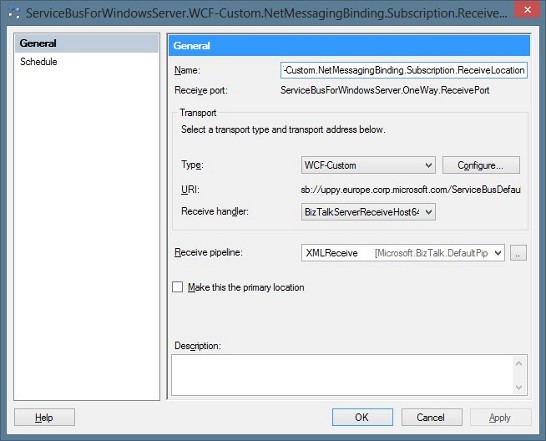 ServiceBusForWindowsServer.WCF-Custom.NetMessagingBinding.Subscription.Receive...
General
Schedule
General
Name: -Custom.NetMessagingBinding.Subscription.ReceiveLocation
Receive port: ServiceBusForWindowsServer.OneWay.ReceivePort
Transport
Select a transport type and transport address below.
Type: WCF-Custom Configure...
URI: sb://uppy.europe.corp.microsoft.com/ServiceBusDefau
Receive handler: BizTalkServerReceiveHost64
Receive pipeline: XMLReceive [Microsoft.BizTalk.DefaultPip ..
Make this the primary location
Description:
Help OK Cancel Apply